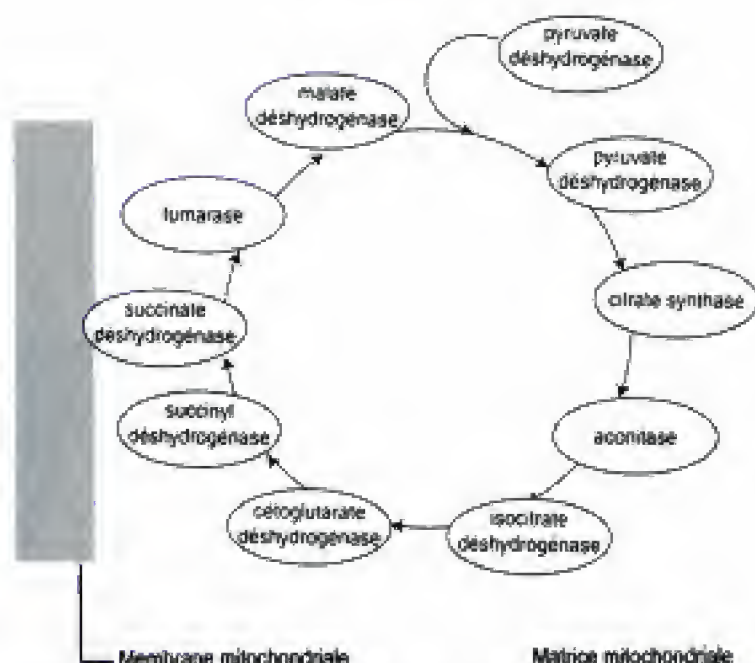 pyruvate
déshydrogénase
malate
déshydrogénase
pyruvate
déshydrogénase
fumarase
citrate synthase
succinate
déshydrogénase
succinyl
déshydrogénase
aconitase
cétoglutarate
déshydrogénase
isocitrate
déshydrogénase
Membrane mitochondriale
Matrice mitochondriale